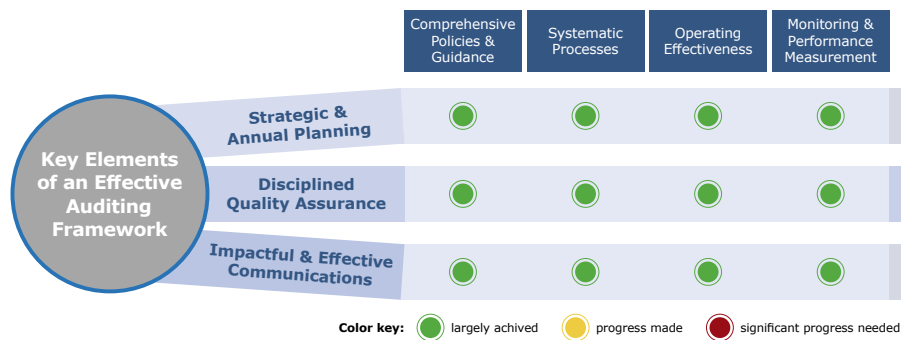 Comprehensive
Policies &
Guidance
Systematic
Processes
Operating
Effectiveness
Monitoring &
Performance
Measurement
Key Elements
of an Effective
Auditing
Framework
Strategic &
Annual Planning
Disciplined
Quality Assurance
Impactful & Effective
Communications
Color key:
largely achived
progress made
significant progress needed